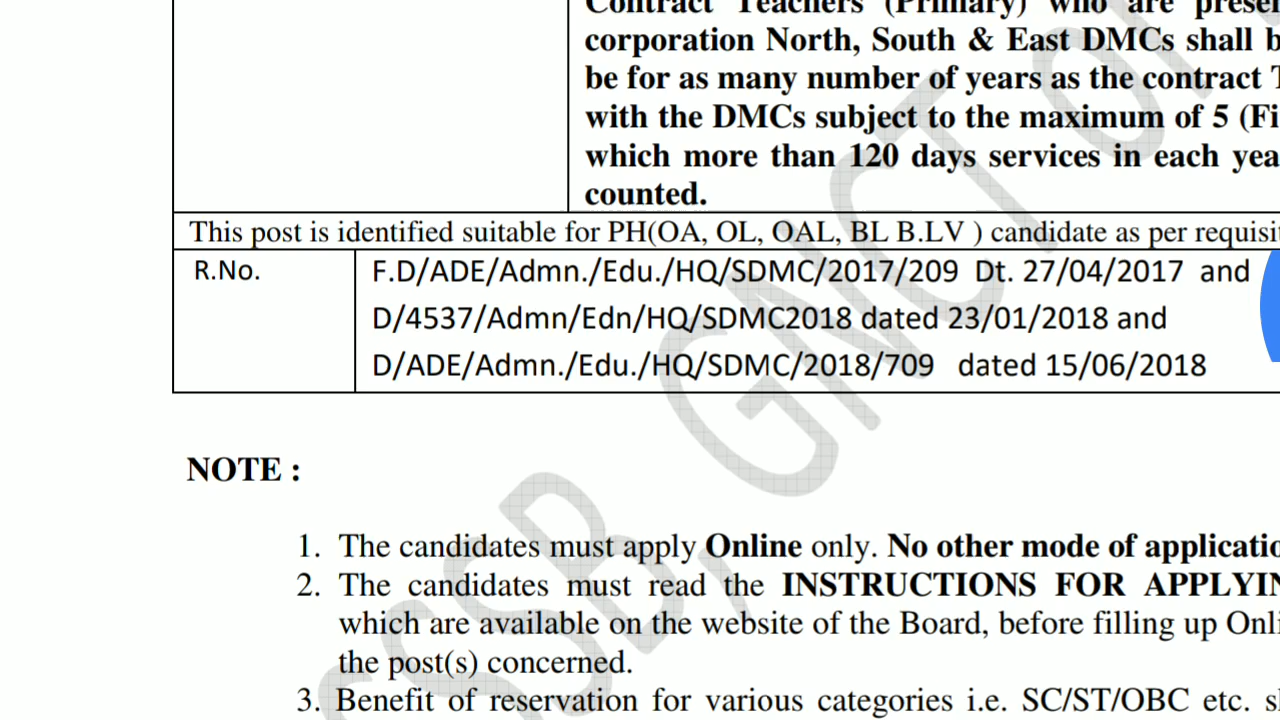 Contract Teachers (Primary) who are
corporation North, South & East DMCs shall
be for as many number of years as the contract
with the DMCs subject to the maximum of 5
which more than 120 days services in each
counted.
This post is identified suitable for PH(OA, OL, OAL, BL B.LV ) candidate as per
R.No.
F.D/ADE/Admn./Edu./HQ/SDMC/2017/209 Dt. 27/04/2017 and
D/4537/Admn/Edn/HQ/SDMC2018 dated 23/01/2018 and
D/ADE/Admn./Edu./HQ/SDMC/2018/709 dated 15/06/2018
NOTE :
1. The candidates must apply Online only. No other mode of
2. The candidates must read the INSTRUCTIONS FOR
which are available on the website of the Board, before filling up
the post(s) concerned.
3. Benefit of reservation for various categories i.e. SC/ST/OBC etc.
SSB, GNCT of